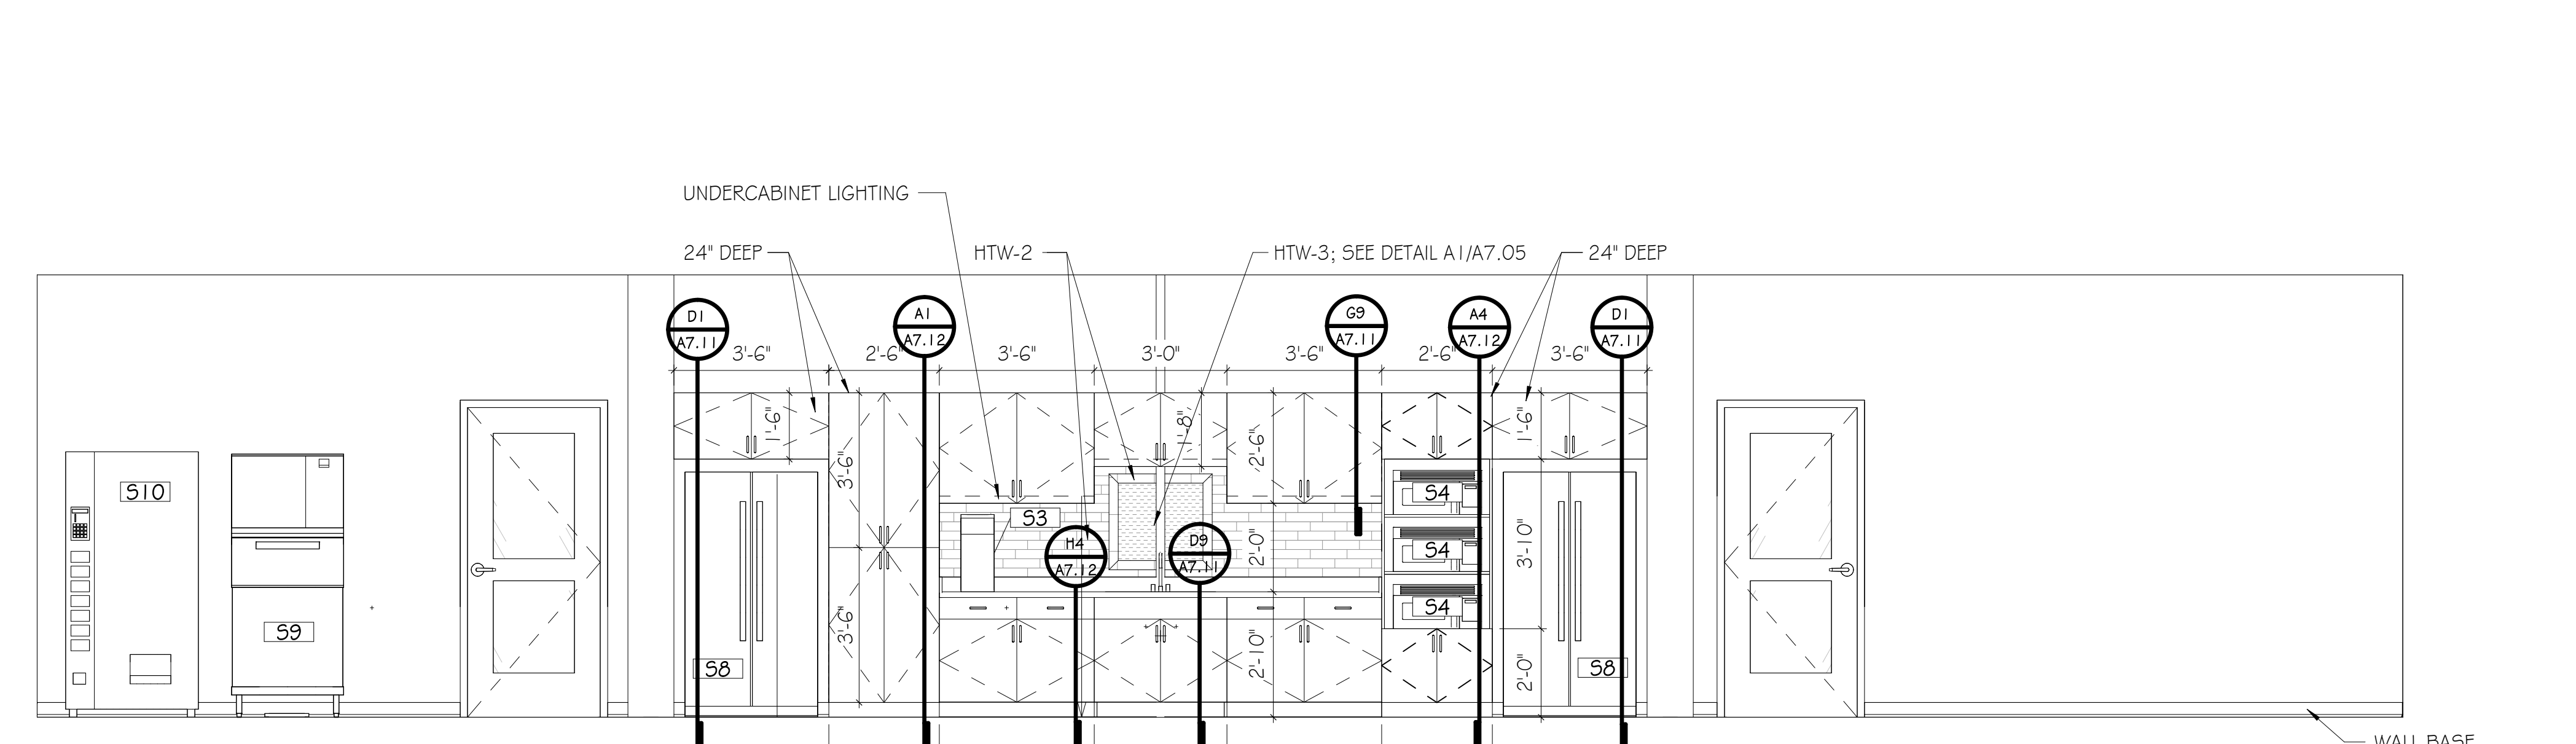 UNDERCABINET LIGHTING
24" DEEP
HTW-2
HTW-3; SEE DETAIL A1/A7.05
24" DEEP
D1
A7.11
A1
A7.12
G9
A7.11
A4
A7.12
D1
A7.11
3'-6"
2'-6"
3'-6"
3'-0"
3'-6"
2'-6"
3'-6"
1'-6"
1'-8"
1'-6"
3'-6"
2'-6"
S10
S4
S3
S4
3'-10"
H4
A7.12
D9
A7.11
2'-0"
S4
S9
3'-6"
2'-10"
S8
2'-0"
S8
WALL BASE